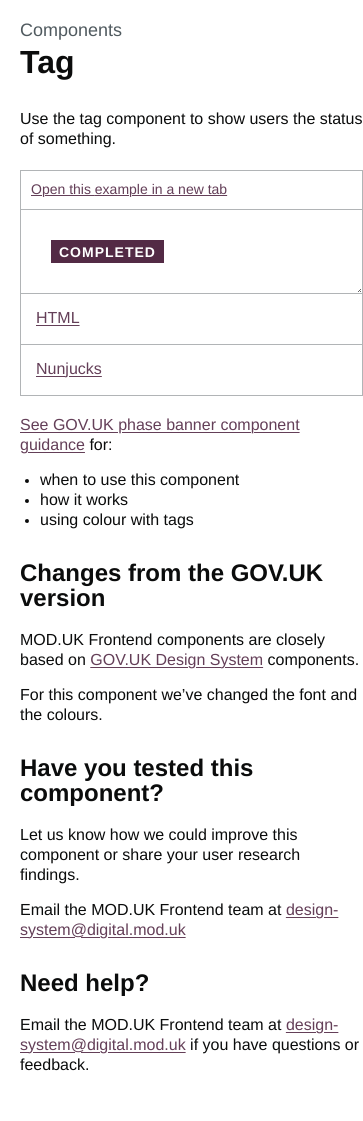 Components
Tag
Use the tag component to show users the status
of something.
Open this example in a new tab
COMPLETED
HTML
Nunjucks
See GOV.UK phase banner component
guidance for:
• when to use this component
• how it works
• using colour with tags
Changes from the GOV.UK
version
MOD.UK Frontend components are closely
based on GOV.UK Design System components.
For this component we’ve changed the font and
the colours.
Have you tested this
component?
Let us know how we could improve this
component or share your user research
findings.
Email the MOD.UK Frontend team at design-
system@digital.mod.uk
Need help?
Email the MOD.UK Frontend team at design-
system@digital.mod.uk if you have questions or
feedback.